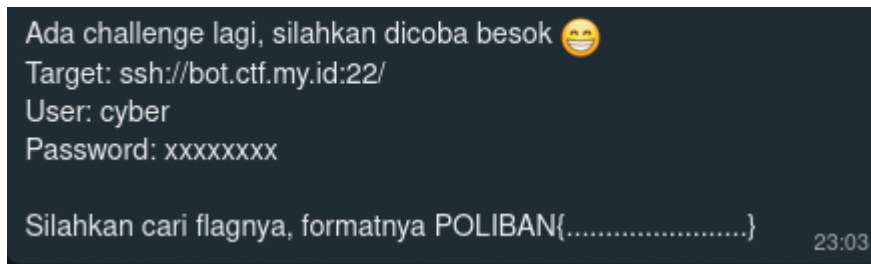 Ada challenge lagi, silahkan dicoba besok 😁
Target: ssh://bot.ctf.my.id:22/
User: cyber
Password: xxxxxxxx
Silahkan cari flagnya, formatnya POLIBAN{.......................}
23:03